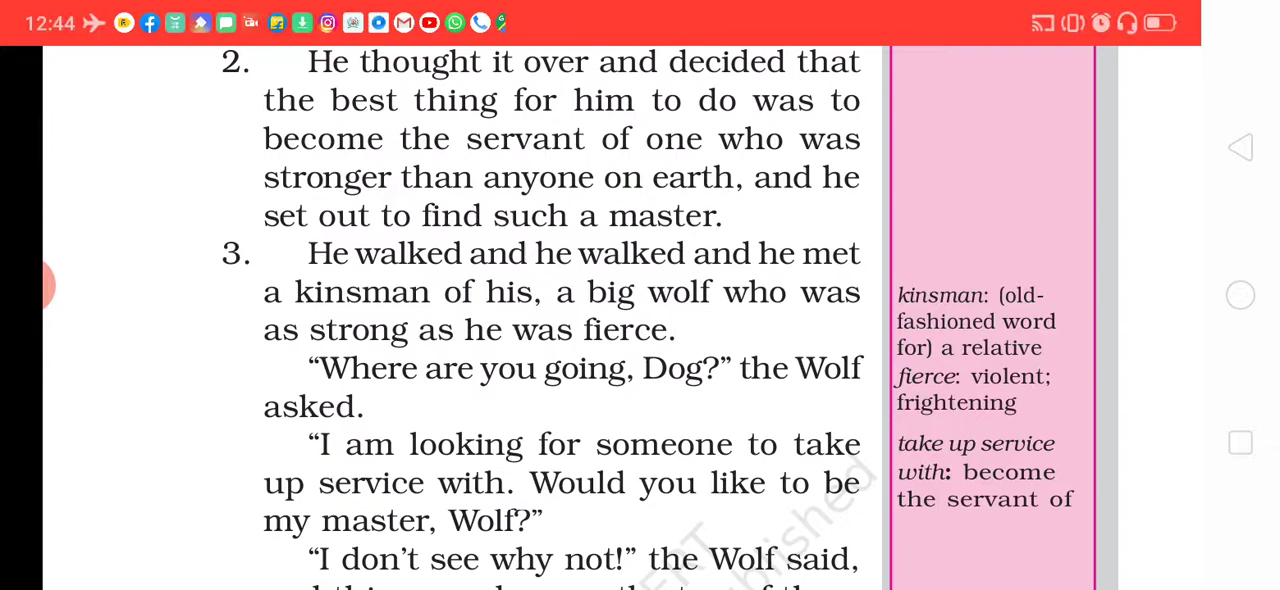 12:44
2. He thought it over and decided that
the best thing for him to do was to
become the servant of one who was
stronger than anyone on earth, and he
set out to find such a master.
3. He walked and he walked and he met
a kinsman of his, a big wolf who was
as strong as he was fierce.
“Where are you going, Dog?” the Wolf
asked.
“I am looking for someone to take
up service with. Would you like to be
my master, Wolf?”
“I don’t see why not!” the Wolf said,
kinsman: (old-
fashioned word
for) a relative
fierce: violent;
frightening
take up service
with: become
the servant of